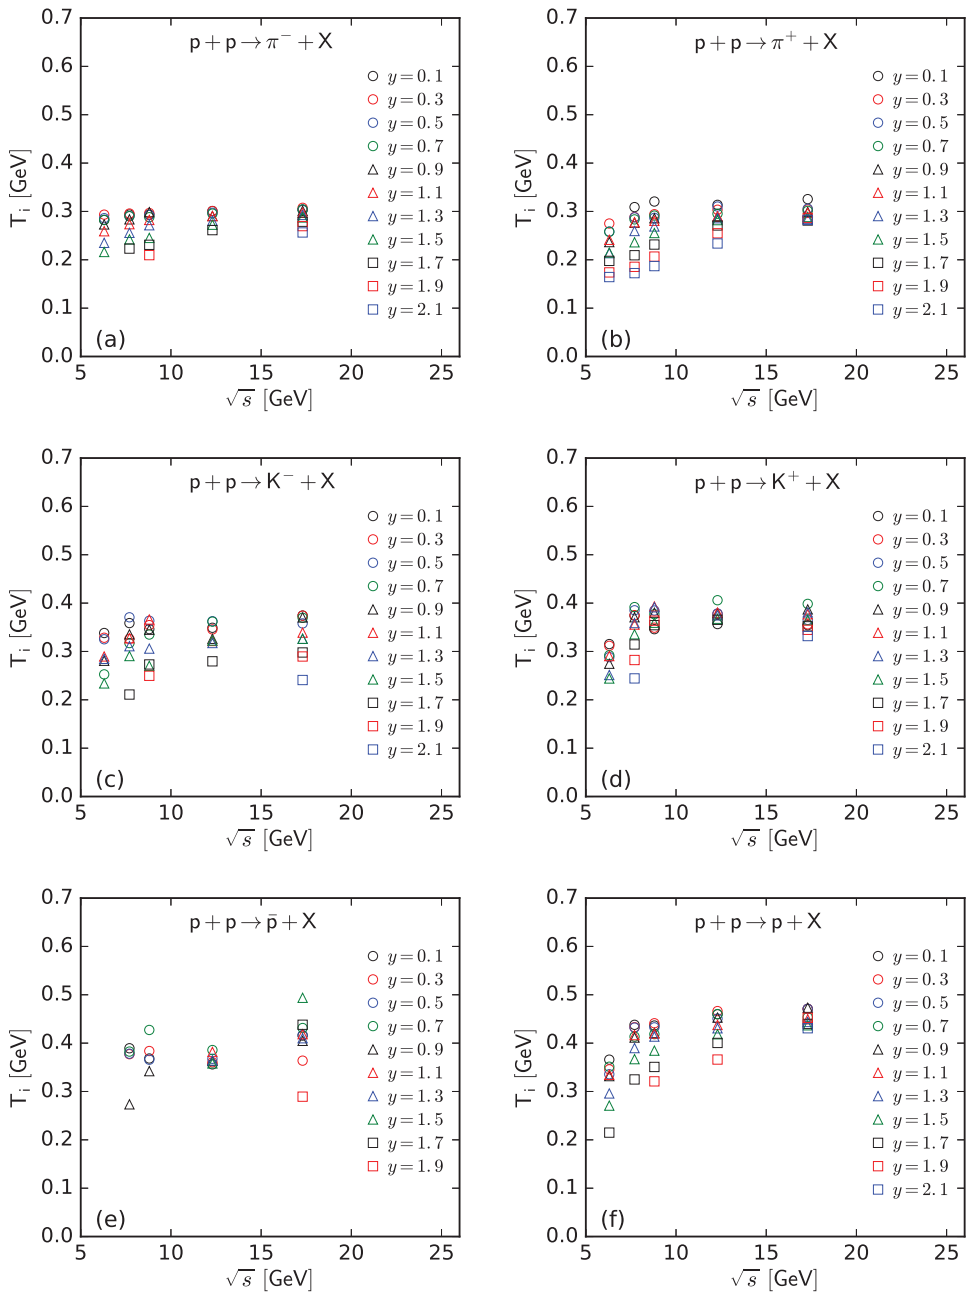 p + p → π⁻ + X
0.7
0.6
0.5
0.4
0.3
0.2
0.1
0.0
T_i [GeV]
y = 0.1
y = 0.3
y = 0.5
y = 0.7
y = 0.9
y = 1.1
y = 1.3
y = 1.5
y = 1.7
y = 1.9
y = 2.1
(a)
5 10 15 20 25
√s [GeV]
p + p → π⁺ + X
0.7
0.6
0.5
0.4
0.3
0.2
0.1
0.0
T_i [GeV]
y = 0.1
y = 0.3
y = 0.5
y = 0.7
y = 0.9
y = 1.1
y = 1.3
y = 1.5
y = 1.7
y = 1.9
y = 2.1
(b)
5 10 15 20 25
√s [GeV]
p + p → K⁻ + X
0.7
0.6
0.5
0.4
0.3
0.2
0.1
0.0
T_i [GeV]
y = 0.1
y = 0.3
y = 0.5
y = 0.7
y = 0.9
y = 1.1
y = 1.3
y = 1.5
y = 1.7
y = 1.9
y = 2.1
(c)
5 10 15 20 25
√s [GeV]
p + p → K⁺ + X
0.7
0.6
0.5
0.4
0.3
0.2
0.1
0.0
T_i [GeV]
y = 0.1
y = 0.3
y = 0.5
y = 0.7
y = 0.9
y = 1.1
y = 1.3
y = 1.5
y = 1.7
y = 1.9
y = 2.1
(d)
5 10 15 20 25
√s [GeV]
p + p → p̄ + X
0.7
0.6
0.5
0.4
0.3
0.2
0.1
0.0
T_i [GeV]
y = 0.1
y = 0.3
y = 0.5
y = 0.7
y = 0.9
y = 1.1
y = 1.3
y = 1.5
y = 1.7
y = 1.9
(e)
5 10 15 20 25
√s [GeV]
p + p → p + X
0.7
0.6
0.5
0.4
0.3
0.2
0.1
0.0
T_i [GeV]
y = 0.1
y = 0.3
y = 0.5
y = 0.7
y = 0.9
y = 1.1
y = 1.3
y = 1.5
y = 1.7
y = 1.9
y = 2.1
(f)
5 10 15 20 25
√s [GeV]